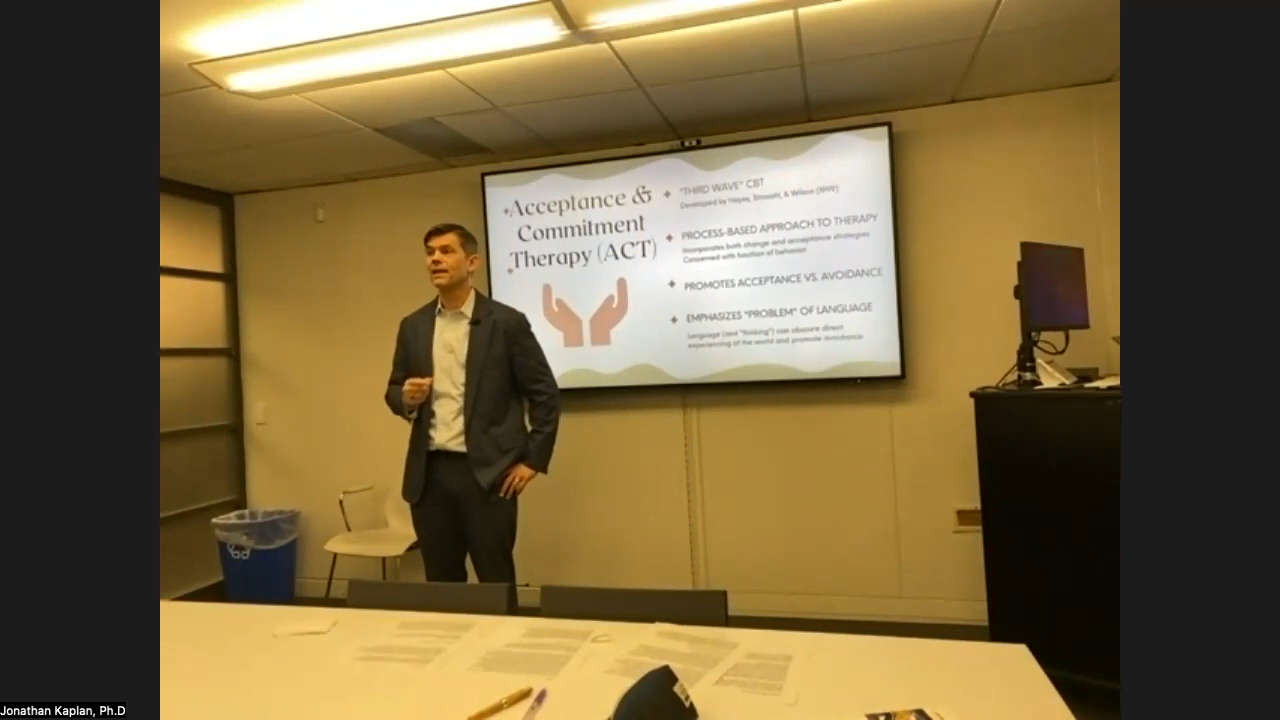 Acceptance &
Commitment
Therapy (ACT)
"THIRD WAVE" CBT
Developed by Hayes, Strosahl, & Wilson (1999)
PROCESS-BASED APPROACH TO THERAPY
Incorporates both change and acceptance strategies
Concerned with function of behavior
PROMOTES ACCEPTANCE VS. AVOIDANCE
EMPHASIZES "PROBLEM" OF LANGUAGE
Language (and "thinking") can obscure direct
experiencing of the world and promote avoidance
Jonathan Kaplan, Ph.D